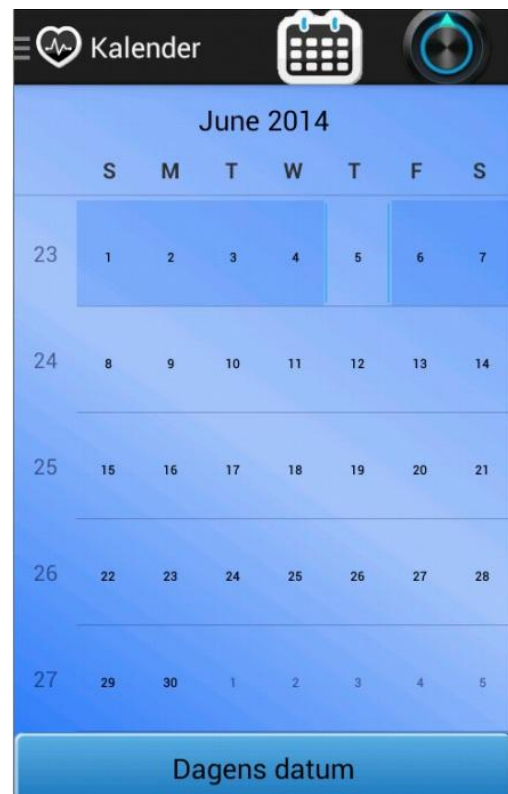 Kalender
June 2014
S M T W T F S
23 1 2 3 4 5 6 7
24 8 9 10 11 12 13 14
25 15 16 17 18 19 20 21
26 22 23 24 25 26 27 28
27 29 30 1 2 3 4 5
Dagens datum